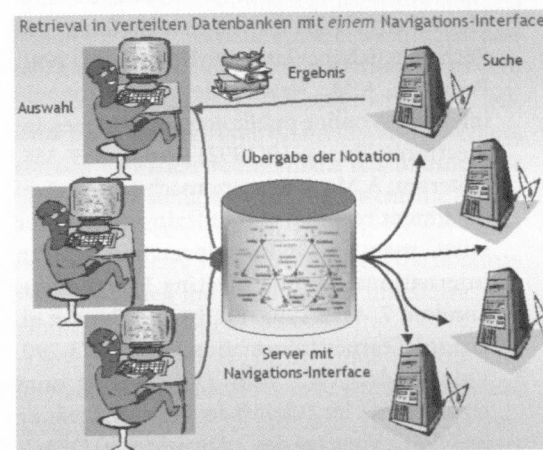 Retrieval in verteilten Datenbanken mit einem Navigations-Interface
Ergebnis
Suche
Auswahl
Übergabe der Notation
Server mit
Navigations-Interface